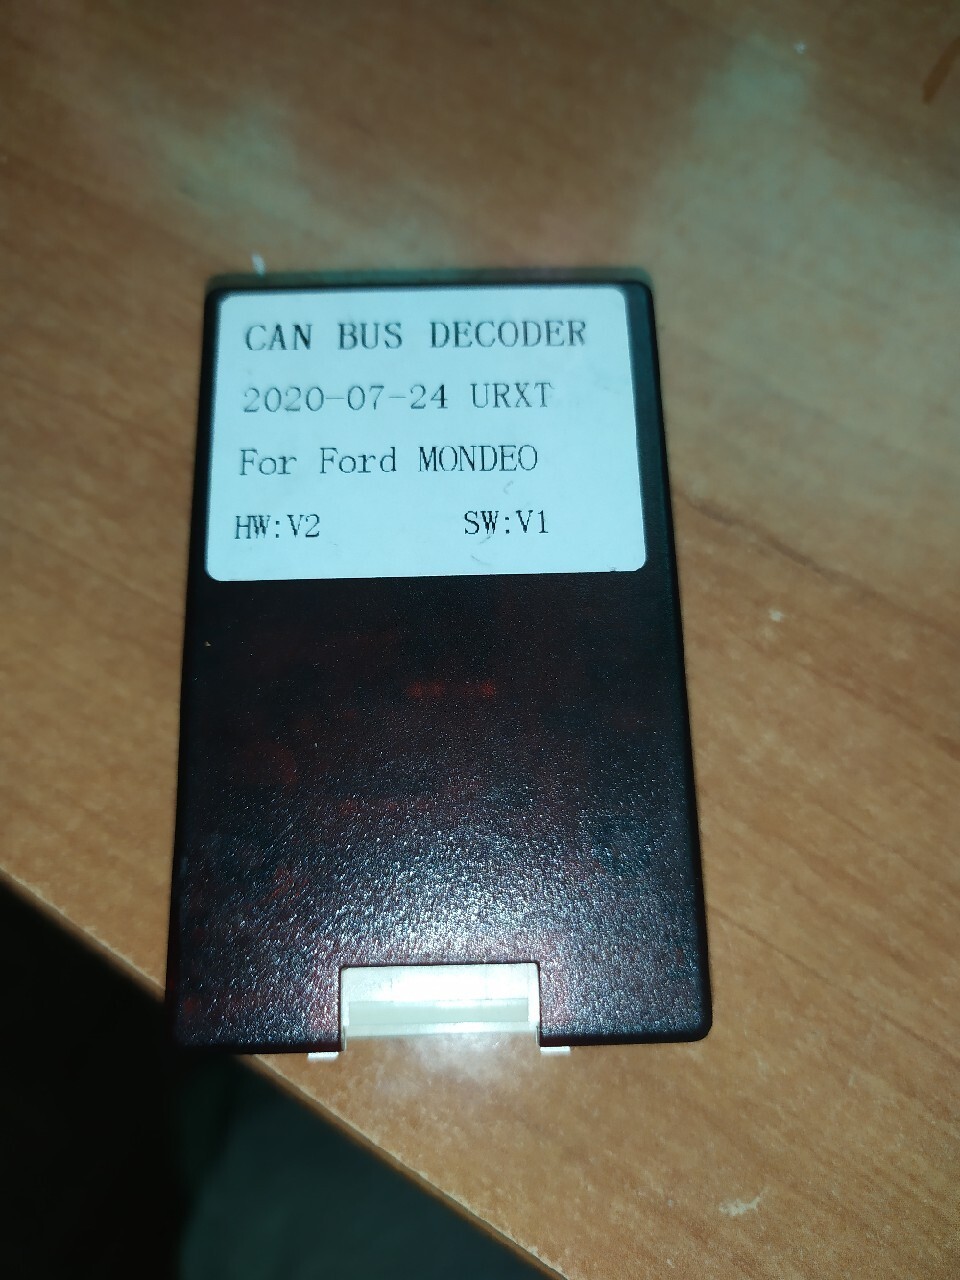 CAN BUS DECODER
2020-07-24 URXT
For Ford MONDEO
HW:V2 SW:V1